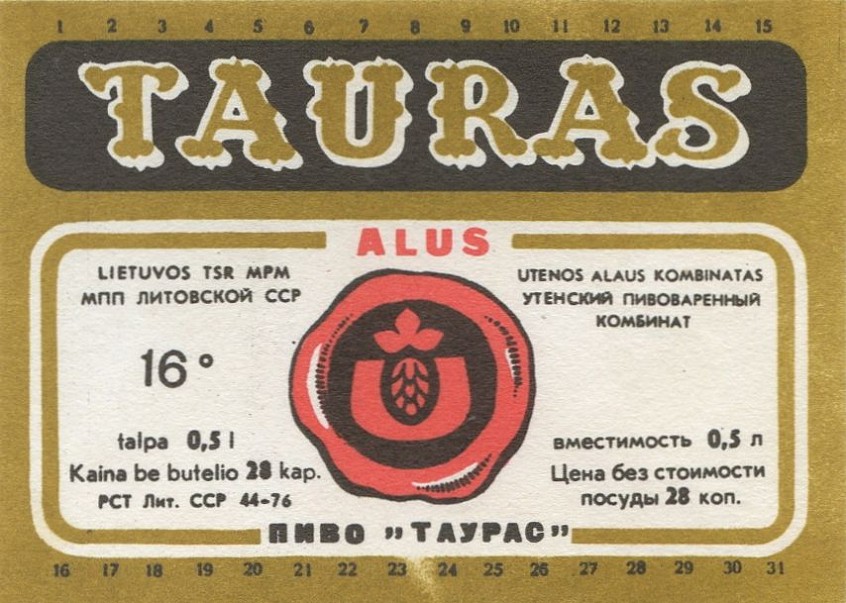 1 2 3 4 5 6 7 8 9 10 11 12 13 14 15
TAURAS
ALUS
LIETUVOS TSR MPM
МПП ЛИТОВСКОЙ ССР
16°
talpa 0,5 l
Kaina be butelio 28 kap.
РСТ Лит. ССР 44-76
UTENOS ALAUS KOMBINATAS
УТЕНСКИЙ ПИВОВАРЕННЫЙ
КОМБИНАТ
вместимость 0,5 л
Цена без стоимости
посуды 28 коп.
ПИВО „ТАУРАС”
16 17 18 19 20 21 22 23 24 25 26 27 28 29 30 31